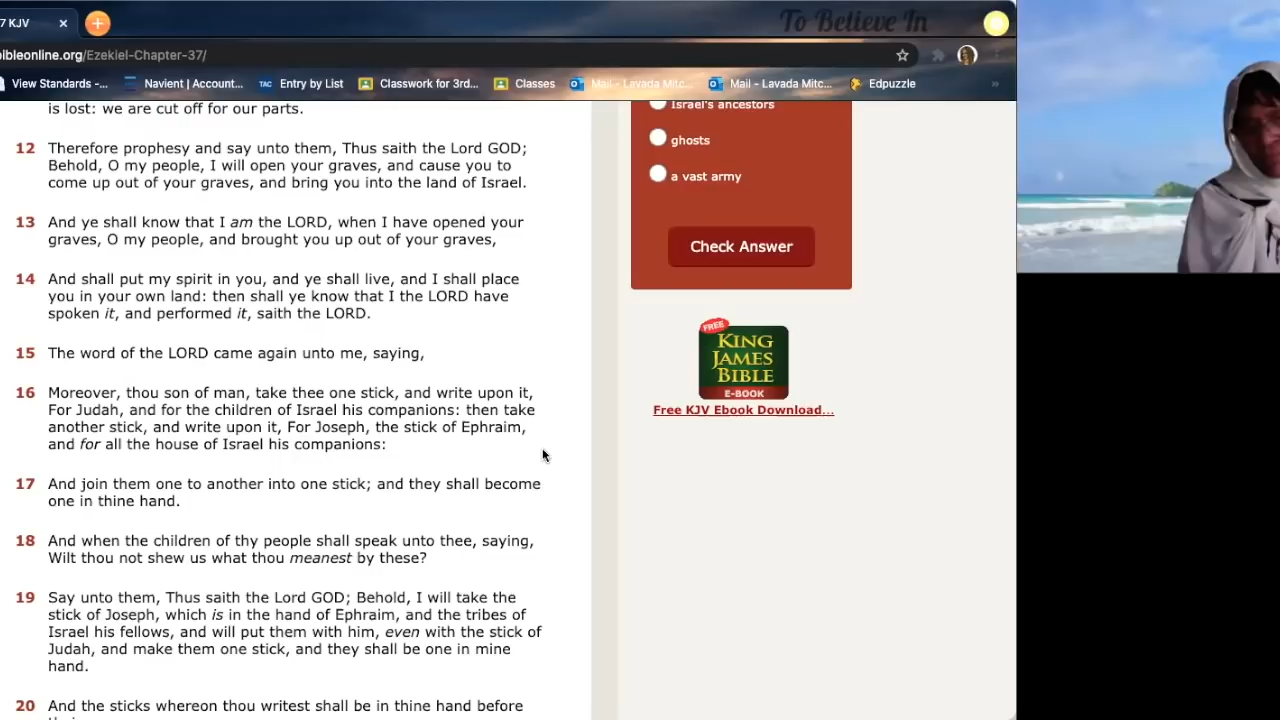 7 KJV
To Believe In
bibleonline.org/Ezekiel-Chapter-37/
View Standards -...
Navient | Account...
TAC Entry by List
Classwork for 3rd...
Classes
Mail - Lavada Mitc...
Mail - Lavada Mitc...
Edpuzzle
»
is lost: we are cut off for our parts.
12 Therefore prophesy and say unto them, Thus saith the Lord GOD;
Behold, O my people, I will open your graves, and cause you to
come up out of your graves, and bring you into the land of Israel.
13 And ye shall know that I am the LORD, when I have opened your
graves, O my people, and brought you up out of your graves,
14 And shall put my spirit in you, and ye shall live, and I shall place
you in your own land: then shall ye know that I the LORD have
spoken it, and performed it, saith the LORD.
15 The word of the LORD came again unto me, saying,
16 Moreover, thou son of man, take thee one stick, and write upon it,
For Judah, and for the children of Israel his companions: then take
another stick, and write upon it, For Joseph, the stick of Ephraim,
and for all the house of Israel his companions:
17 And join them one to another into one stick; and they shall become
one in thine hand.
18 And when the children of thy people shall speak unto thee, saying,
Wilt thou not shew us what thou meanest by these?
19 Say unto them, Thus saith the Lord GOD; Behold, I will take the
stick of Joseph, which is in the hand of Ephraim, and the tribes of
Israel his fellows, and will put them with him, even with the stick of
Judah, and make them one stick, and they shall be one in mine
hand.
20 And the sticks whereon thou writest shall be in thine hand before
Israel's ancestors
ghosts
a vast army
Check Answer
FREE
KING
JAMES
BIBLE
E-BOOK
Free KJV Ebook Download...